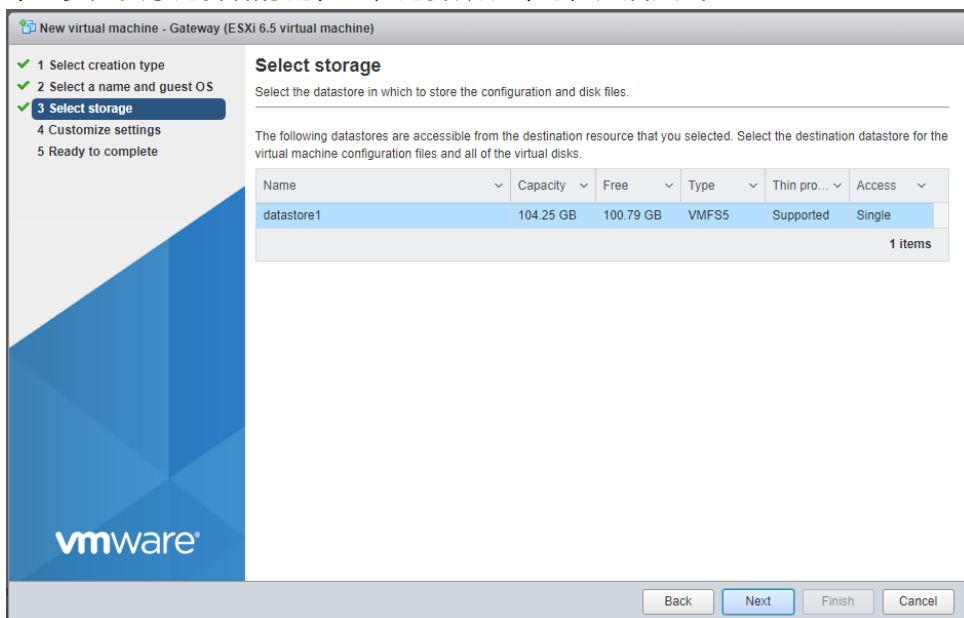 New virtual machine - Gateway (ESXi 6.5 virtual machine)
1 Select creation type
2 Select a name and guest OS
3 Select storage
4 Customize settings
5 Ready to complete
Select storage
Select the datastore in which to store the configuration and disk files.
The following datastores are accessible from the destination resource that you selected. Select the destination datastore for the
virtual machine configuration files and all of the virtual disks.
Name Capacity Free Type Thin pro... Access
datastore1 104.25 GB 100.79 GB VMFS5 Supported Single
1 items
vmware®
Back Next Finish Cancel